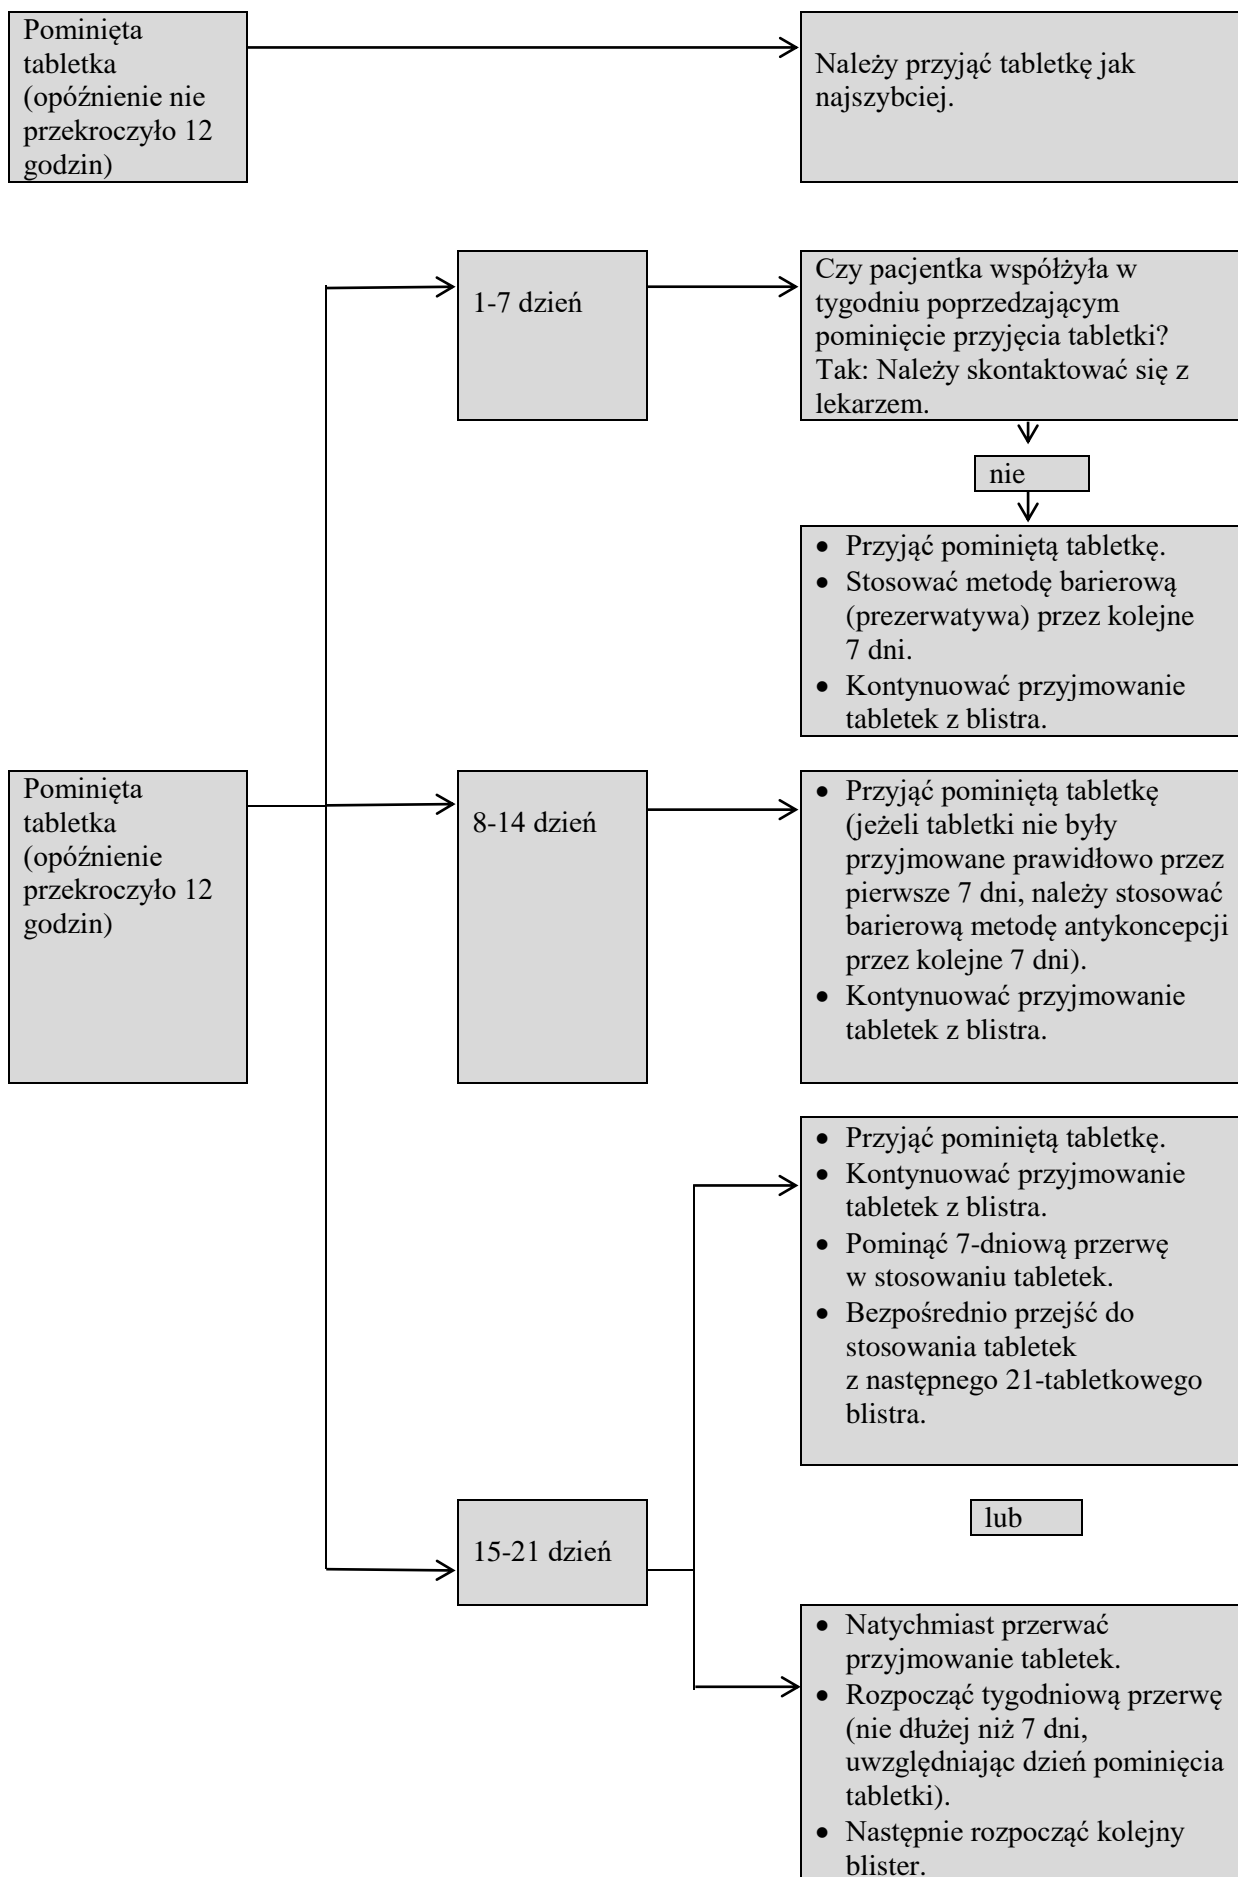 Pominięta
tabletka
(opóźnienie nie
przekroczyło 12
godzin)
Należy przyjąć tabletkę jak
najszybciej.
1-7 dzień
Czy pacjentka współżyła w
tygodniu poprzedzającym
pominięcie przyjęcia tabletki?
Tak: Należy skontaktować się z
lekarzem.
nie
• Przyjąć pominiętą tabletkę.
• Stosować metodę barierową
(prezerwatywa) przez kolejne
7 dni.
• Kontynuować przyjmowanie
tabletek z blistra.
Pominięta
tabletka
(opóźnienie
przekroczyło 12
godzin)
8-14 dzień
• Przyjąć pominiętą tabletkę
(jeżeli tabletki nie były
przyjmowane prawidłowo przez
pierwsze 7 dni, należy stosować
barierową metodę antykoncepcji
przez kolejne 7 dni).
• Kontynuować przyjmowanie
tabletek z blistra.
• Przyjąć pominiętą tabletkę.
• Kontynuować przyjmowanie
tabletek z blistra.
• Pominąć 7-dniową przerwę
w stosowaniu tabletek.
• Bezpośrednio przejść do
stosowania tabletek
z następnego 21-tabletkowego
blistra.
lub
15-21 dzień
• Natychmiast przerwać
przyjmowanie tabletek.
• Rozpocząć tygodniową przerwę
(nie dłużej niż 7 dni,
uwzględniając dzień pominięcia
tabletki).
• Następnie rozpocząć kolejny
blister.